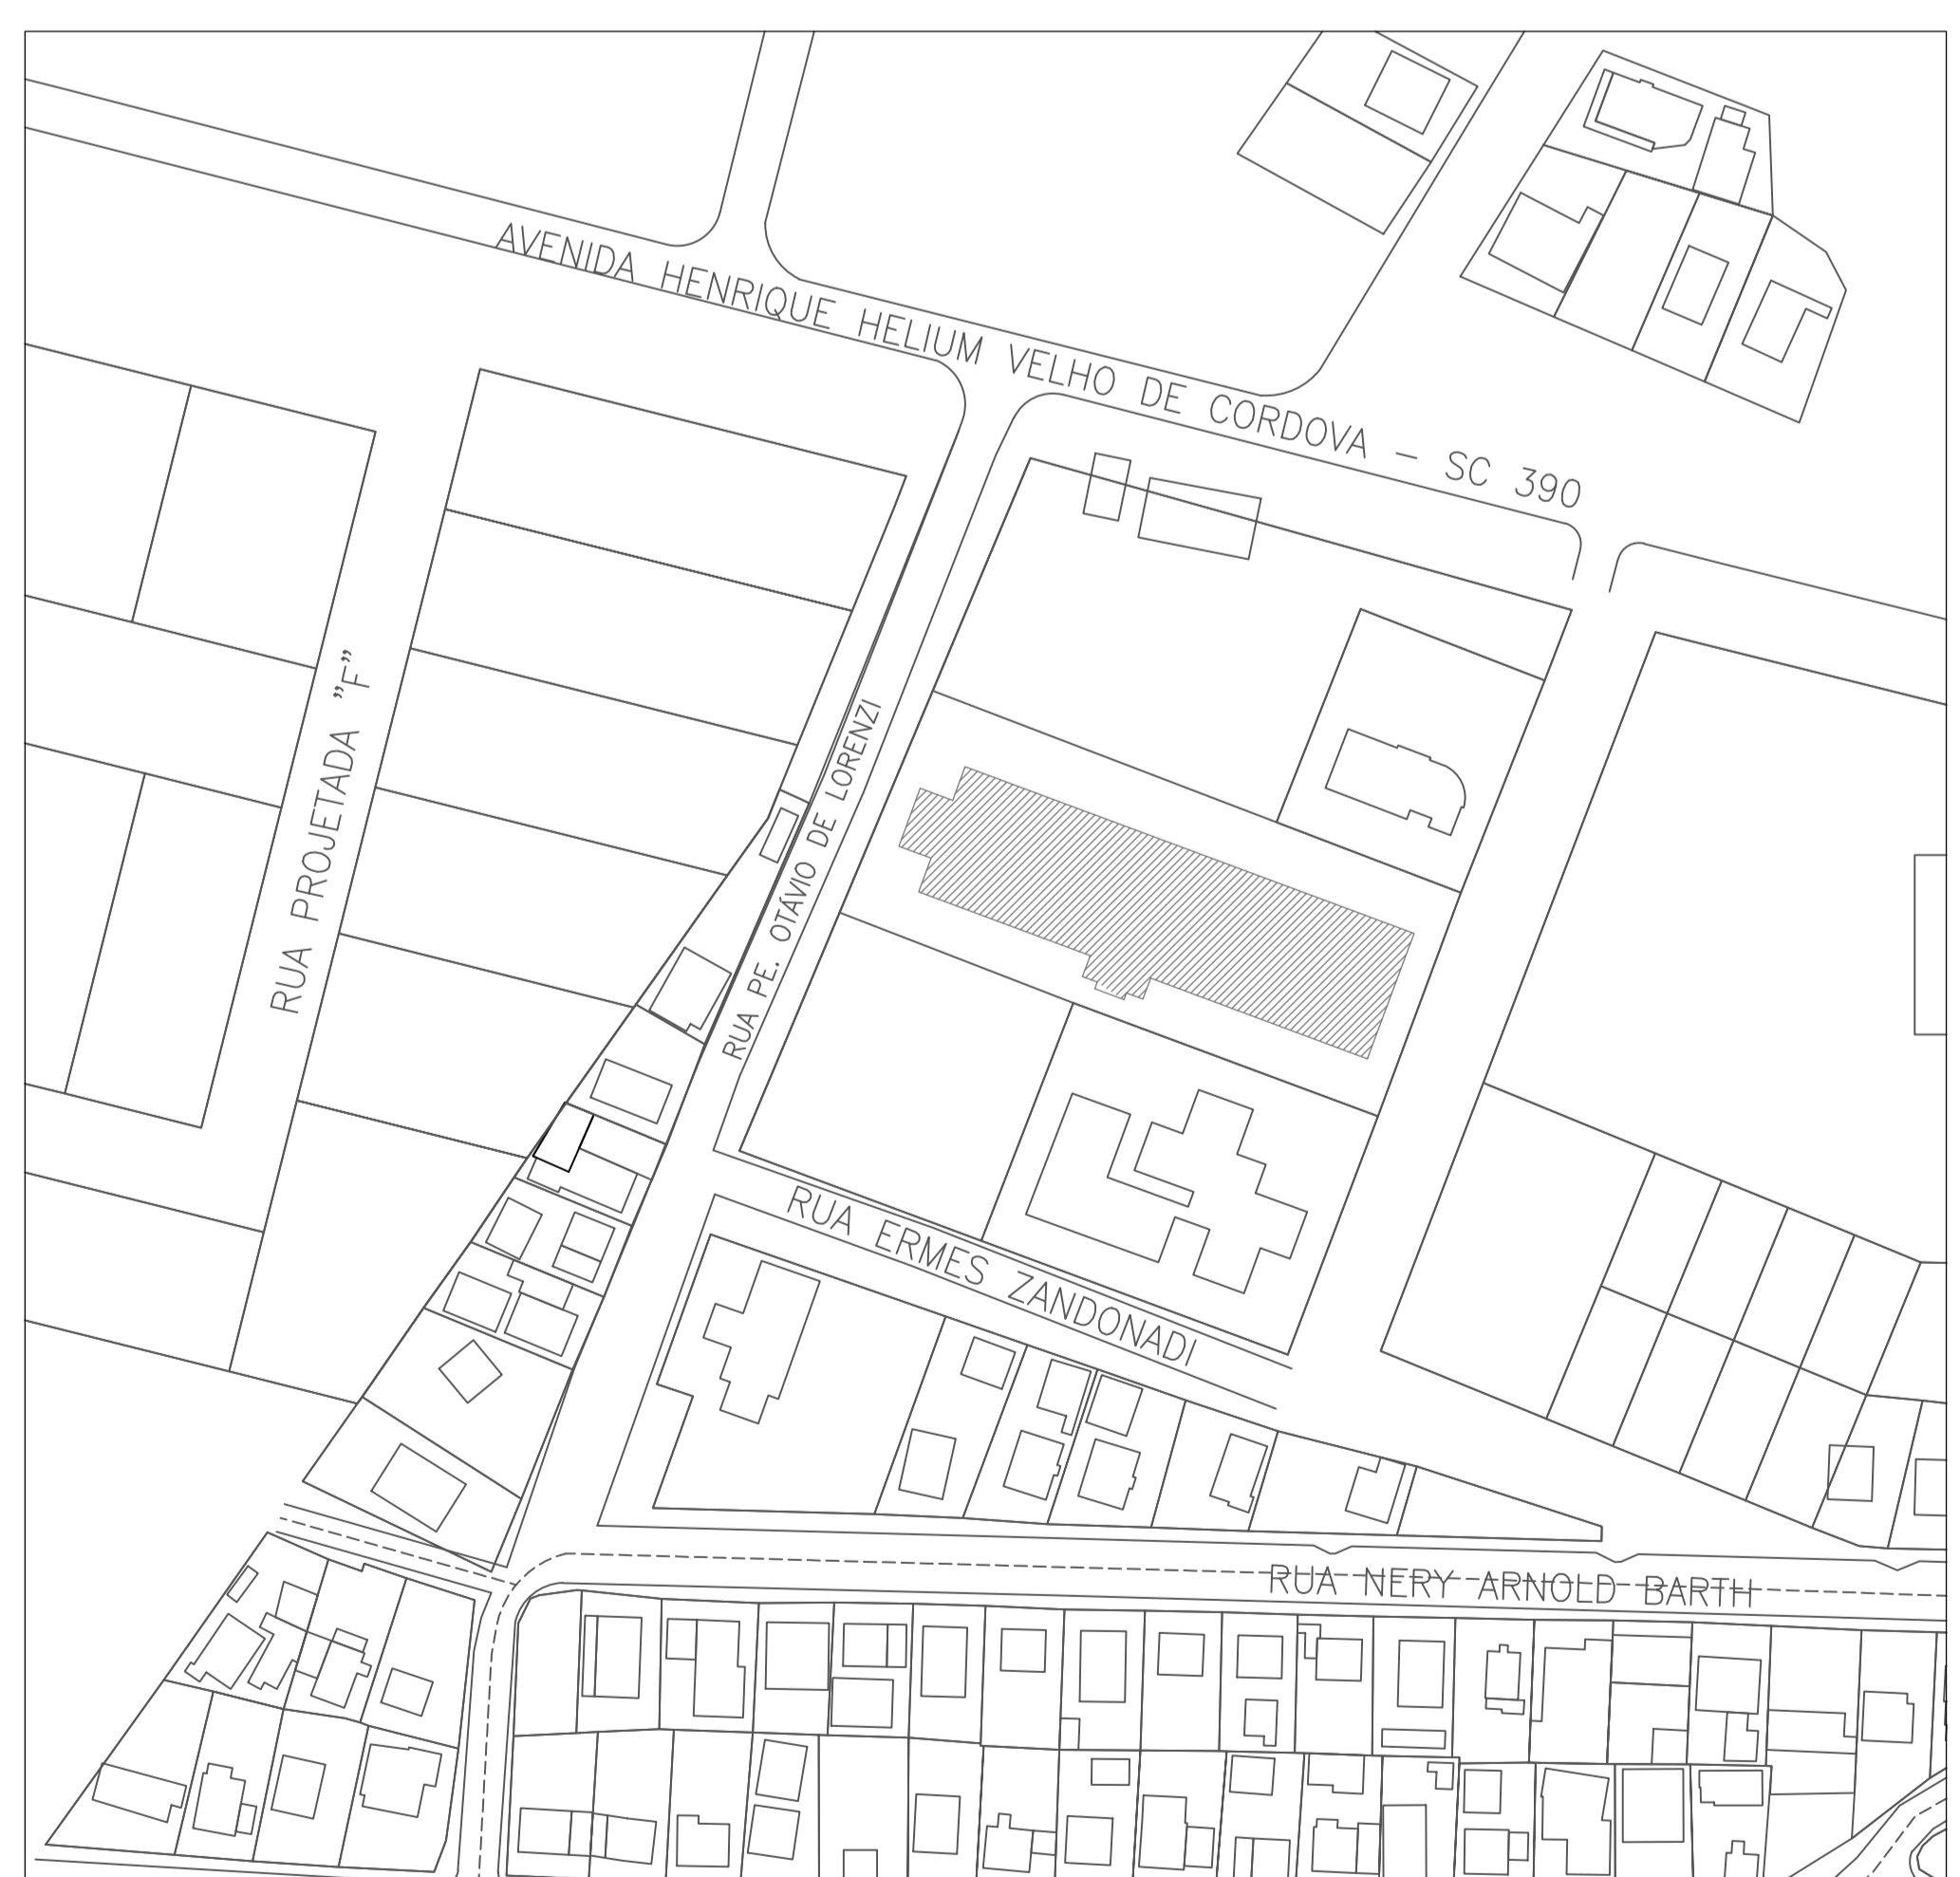 AVENIDA HENRIQUE HELIUM VELHO DE CORDOVA - SC 390
RUA PROJETADA "F"
RUA PE. OTÁVIO DE LORENZI
RUA ERMES ZANDONADI
RUA NERY ARNOLD BARTH